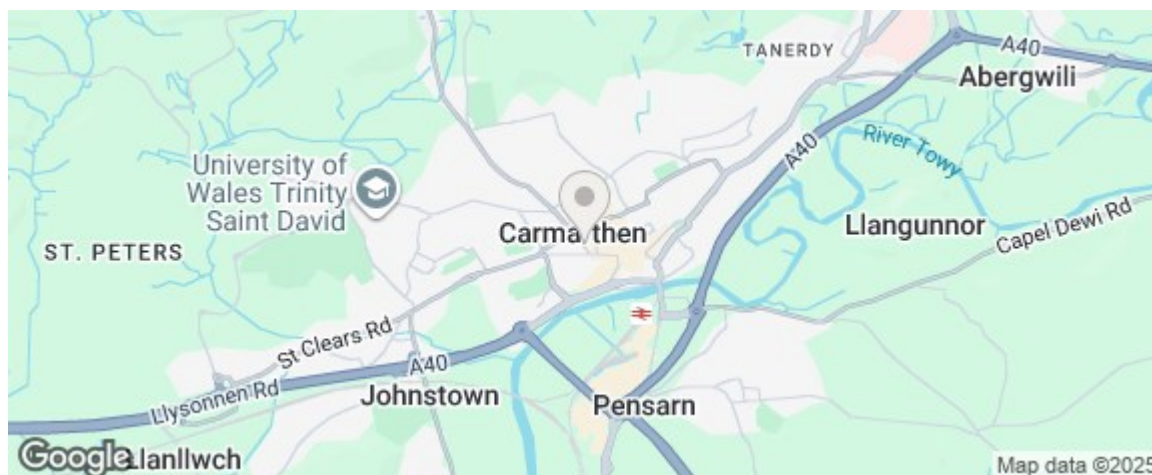 TANERDY
A40
Abergwili
River Towy
A40
University of
Wales Trinity
Saint David
Carmarthen
Llangunnor
Capel Dewi Rd
ST. PETERS
St Clears Rd
A40
Llysonnen Rd
Johnstown
Pensarn
Google
Llanllwch
Map data ©2025